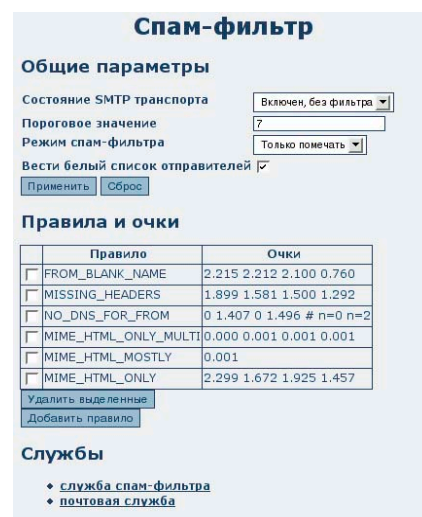 Спам-фильтр
Общие параметры
Состояние SMTP транспорта Включен, без фильтра
Пороговое значение 7
Режим спам-фильтра Только помечать
Вести белый список отправителей
Применить Сброс
Правила и очки
Правило Очки
FROM_BLANK_NAME 2.215 2.212 2.100 0.760
MISSING_HEADERS 1.899 1.581 1.500 1.292
NO_DNS_FOR_FROM 0 1.407 0 1.496 # n=0 n=2
MIME_HTML_ONLY_MULTI 0.000 0.001 0.001 0.001
MIME_HTML_MOSTLY 0.001
MIME_HTML_ONLY 2.299 1.672 1.925 1.457
Удалить выделенные
Добавить правило
Службы
служба спам-фильтра
почтовая служба